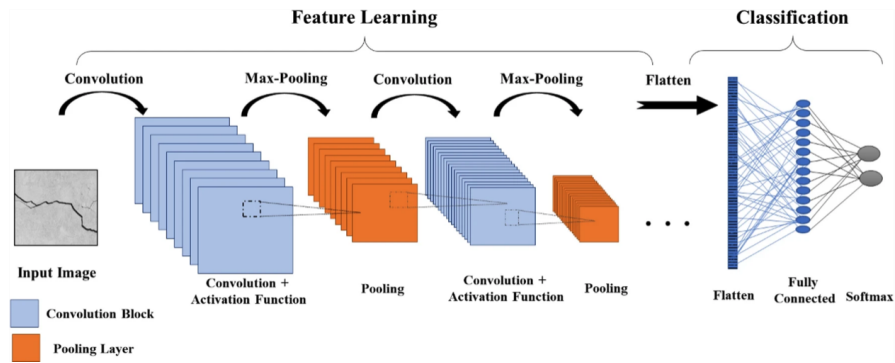 Feature Learning
Classification
Convolution
Max-Pooling
Convolution
Max-Pooling
Flatten
Input Image
Convolution +
Activation Function
Pooling
Convolution +
Activation Function
Pooling
Flatten
Fully
Connected
Softmax
Convolution Block
Pooling Layer